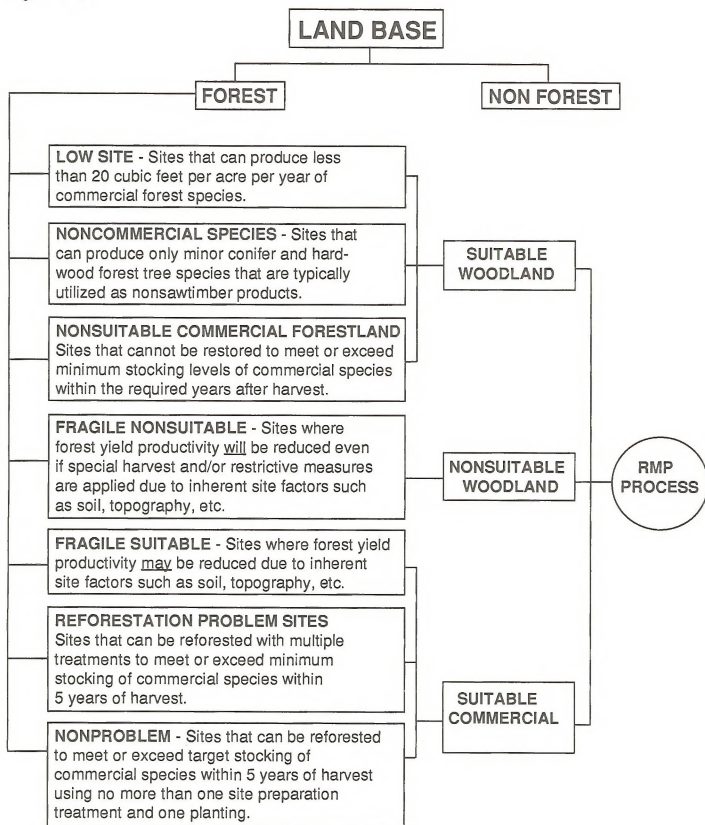 LAND BASE
FOREST
NON FOREST
LOW SITE - Sites that can produce less
than 20 cubic feet per acre per year of
commercial forest species.
NONCOMMERCIAL SPECIES - Sites that
can produce only minor conifer and hard-
wood forest tree species that are typically
utilized as nonsawtimber products.
NONSUITABLE COMMERCIAL FORESTLAND
Sites that cannot be restored to meet or exceed
minimum stocking levels of commercial species
within the required years after harvest.
SUITABLE
WOODLAND
FRAGILE NONSUITABLE - Sites where
forest yield productivity will be reduced even
if special harvest and/or restrictive measures
are applied due to inherent site factors such
as soil, topography, etc.
NONSUITABLE
WOODLAND
RMP
PROCESS
FRAGILE SUITABLE - Sites where forest yield
productivity may be reduced due to inherent
site factors such as soil, topography, etc.
REFORESTATION PROBLEM SITES
Sites that can be reforested with multiple
treatments to meet or exceed minimum
stocking of commercial species within
5 years of harvest.
NONPROBLEM - Sites that can be reforested
to meet or exceed target stocking of
commercial species within 5 years of harvest
using no more than one site preparation
treatment and one planting.
SUITABLE
COMMERCIAL